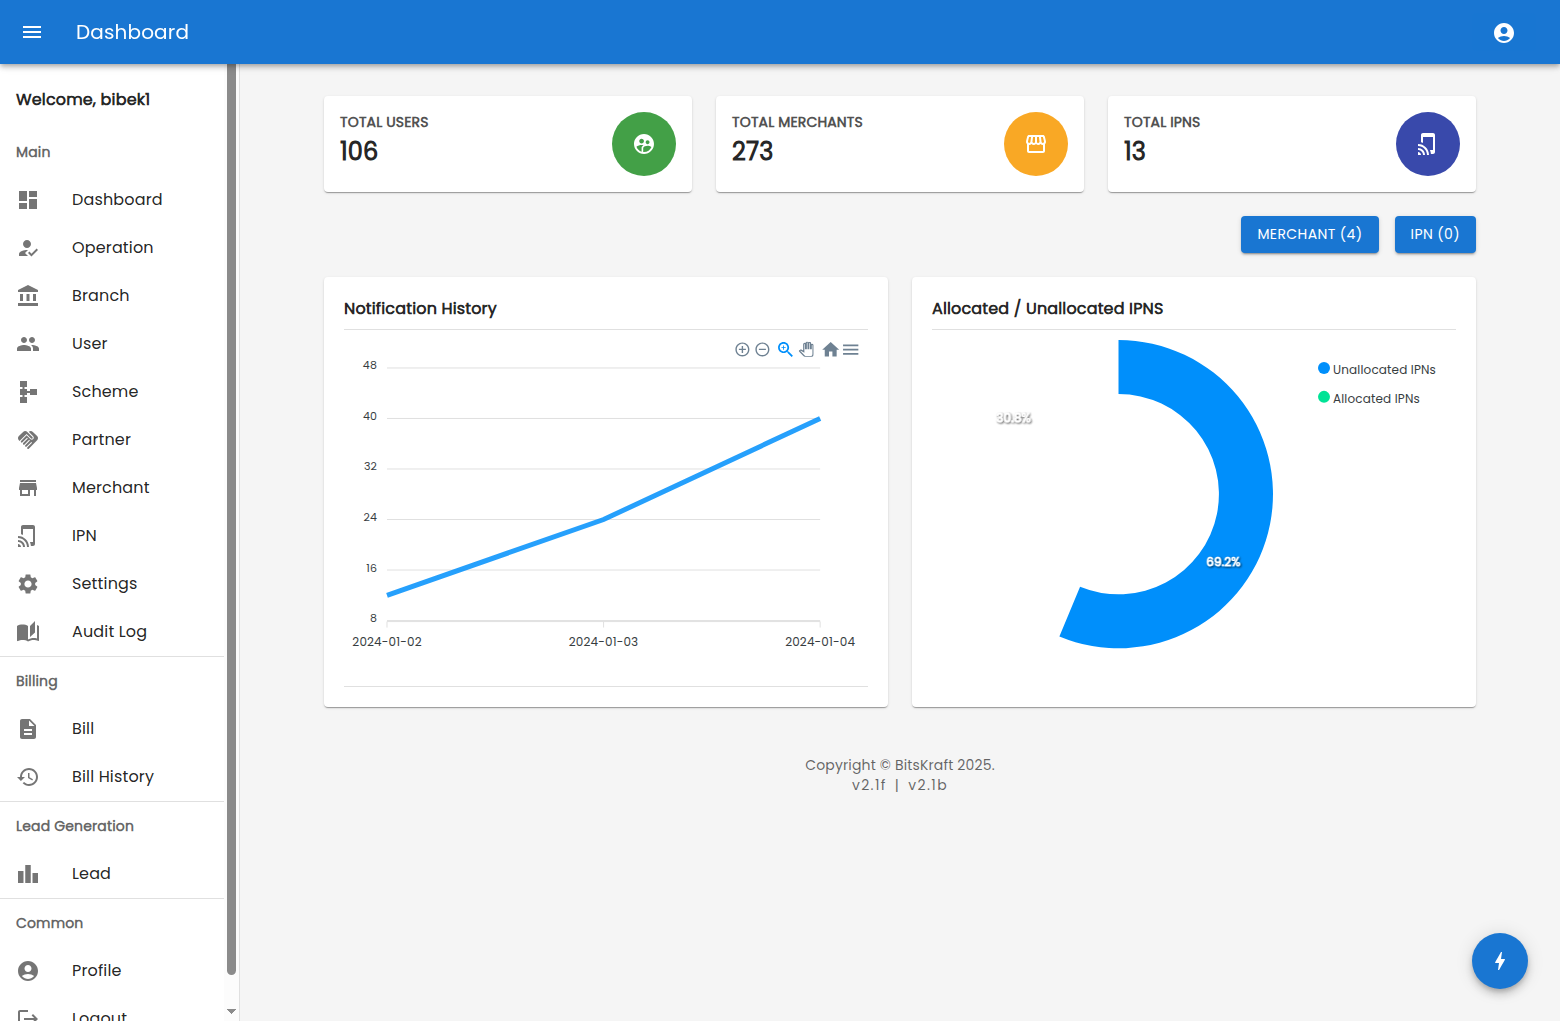 Dashboard
Welcome, bibek1
Main
Dashboard
Operation
Branch
User
Scheme
Partner
Merchant
IPN
Settings
Audit Log
Billing
Bill
Bill History
Lead Generation
Lead
Common
Profile
Logout
TOTAL USERS
106
TOTAL MERCHANTS
273
TOTAL IPNS
13
MERCHANT (4)
IPN (0)
Notification History
48
40
32
24
16
8
2024-01-02
2024-01-03
2024-01-04
Allocated / Unallocated IPNS
Unallocated IPNs
Allocated IPNs
30.8%
69.2%
Copyright © BitsKraft 2025.
v2.1f | v2.1b